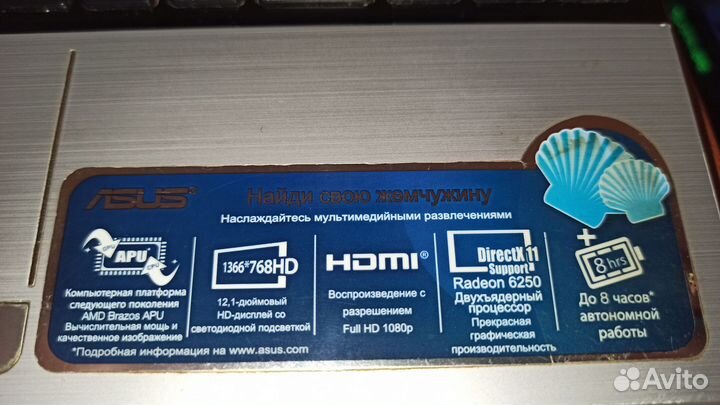 ASUS® Найди свою жемчужину
Наслаждайтесь мультимедийными развлечениями
CPU APU GPU
Компьютерная платформа
следующего поколения
AMD Brazos APU
Вычислительная мощь и
качественное изображение
1366*768HD
12,1-дюймовый
HD-дисплей со
светодиодной подсветкой
HDMI®
Воспроизведение с
разрешением
Full HD 1080p
DirectX 11
Support
Radeon 6250
Двухъядерный
процессор
Прекрасная
графическая
производительность
+
8 hrs
До 8 часов*
автономной
работы
*Подробная информация на www.asus.com
Avito